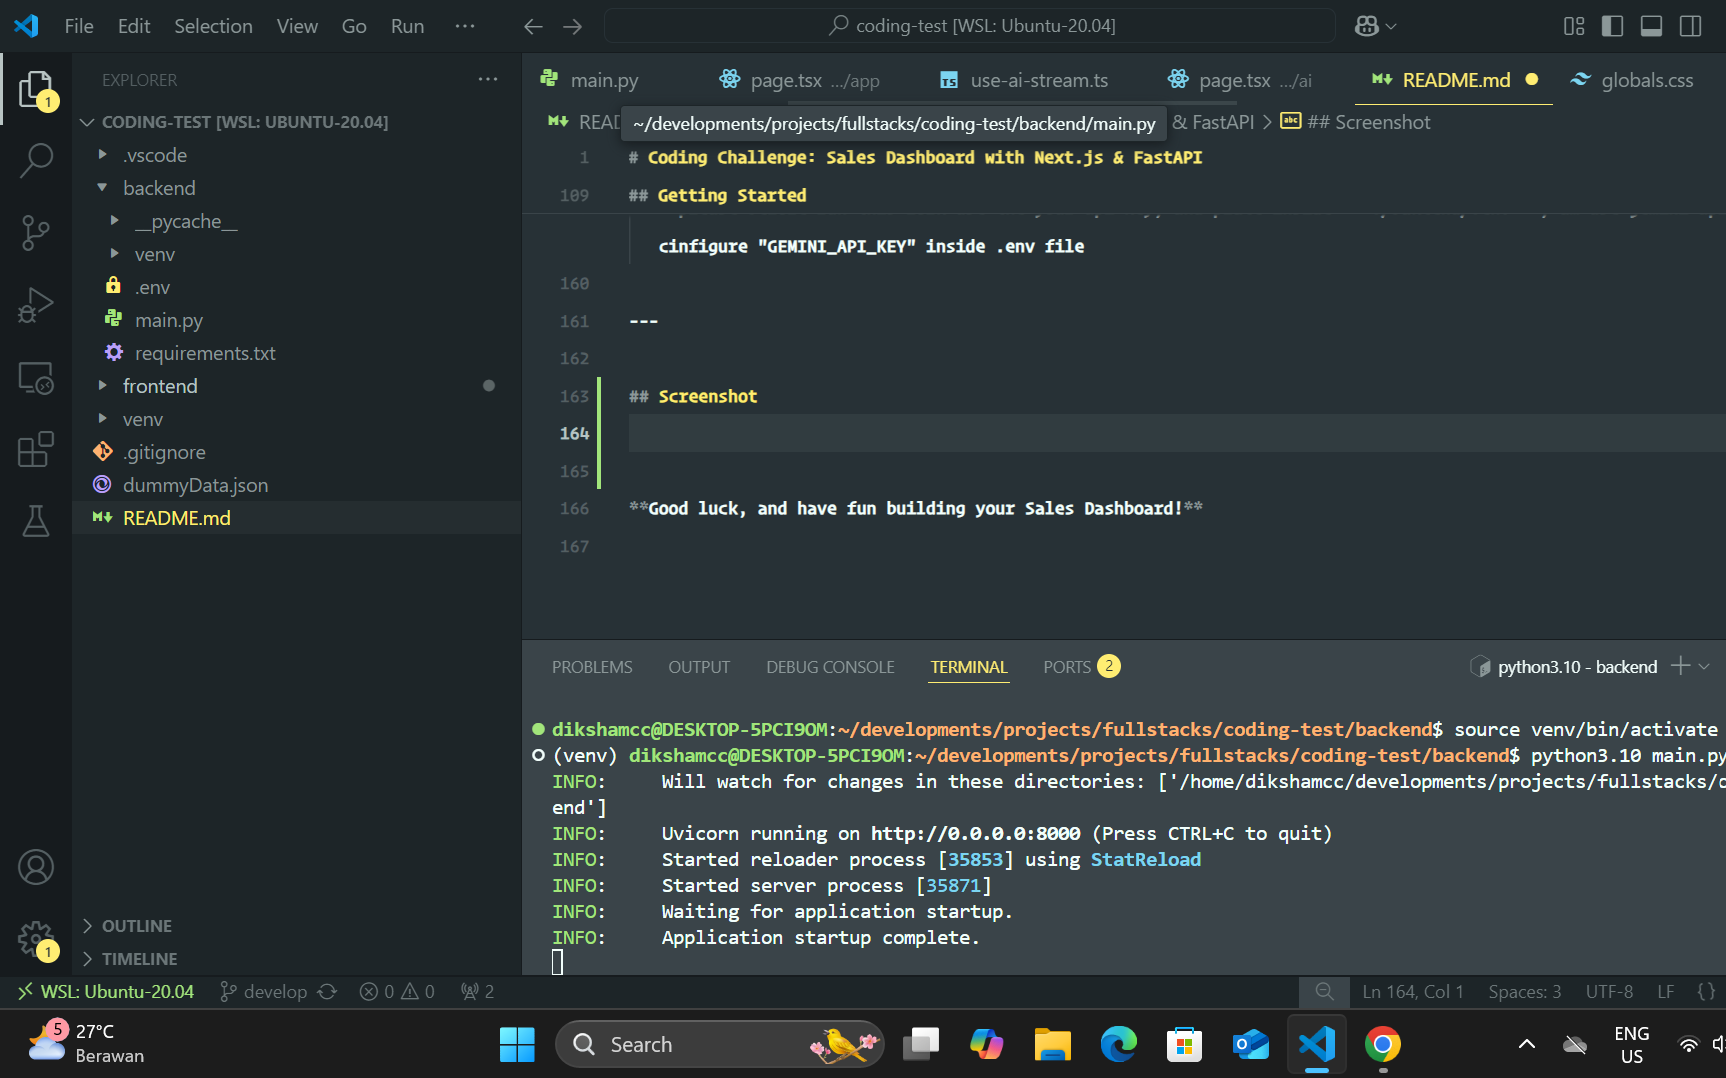 File Edit Selection View Go Run ···
coding-test [WSL: Ubuntu-20.04]
EXPLORER
1
CODING-TEST [WSL: UBUNTU-20.04]
.vscode
backend
__pycache__
venv
.env
main.py
requirements.txt
frontend
venv
.gitignore
dummyData.json
README.md
OUTLINE
TIMELINE
1
main.py
page.tsx .../app
TS use-ai-stream.ts
page.tsx .../ai
README.md
globals.css
READ
~/developments/projects/fullstacks/coding-test/backend/main.py
& FastAPI > abc ## Screenshot
1 # Coding Challenge: Sales Dashboard with Next.js & FastAPI
109 ## Getting Started
cinfigure "GEMINI_API_KEY" inside .env file
160
161 ---
162
163 ## Screenshot
164
165
166 **Good luck, and have fun building your Sales Dashboard!**
167
PROBLEMS OUTPUT DEBUG CONSOLE TERMINAL PORTS 2
python3.10 - backend
dikshamcc@DESKTOP-5PCI9OM:~/developments/projects/fullstacks/coding-test/backend$ source venv/bin/activate
(venv) dikshamcc@DESKTOP-5PCI9OM:~/developments/projects/fullstacks/coding-test/backend$ python3.10 main.py
INFO: Will watch for changes in these directories: ['/home/dikshamcc/developments/projects/fullstacks/c
end']
INFO: Uvicorn running on http://0.0.0.0:8000 (Press CTRL+C to quit)
INFO: Started reloader process [35853] using StatReload
INFO: Started server process [35871]
INFO: Waiting for application startup.
INFO: Application startup complete.
WSL: Ubuntu-20.04 develop 0 0 2
Ln 164, Col 1 Spaces: 3 UTF-8 LF {}
5 27°C
Berawan
Search
ENG
US